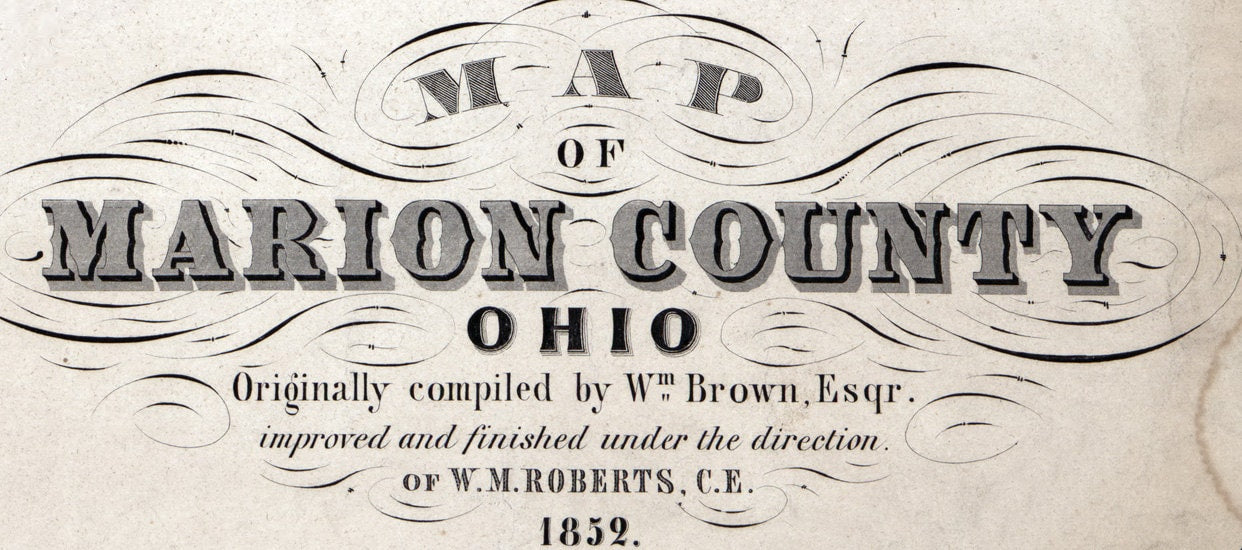 MAP
OF
MARION COUNTY
OHIO
Originally compiled by Wm Brown, Esqr.
improved and finished under the direction.
OF W.M.ROBERTS, C.E.
1852.